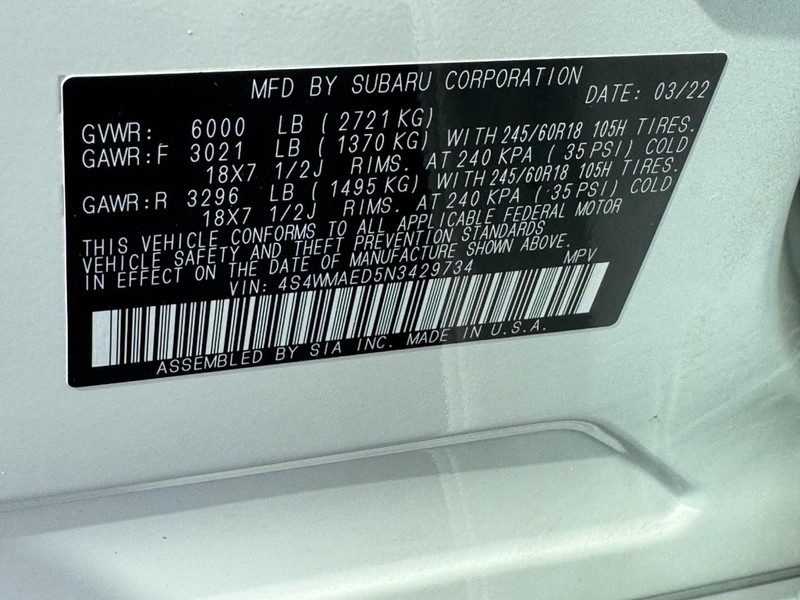 MFD BY SUBARU CORPORATION
DATE: 03/22
GVWR: 6000 LB ( 2721 KG)
GAWR:F 3021 LB ( 1370 KG) WITH 245/60R18 105H TIRES.
18X7 1/2J RIMS. AT 240 KPA ( 35 PSI) COLD
GAWR:R 3296 LB ( 1495 KG) WITH 245/60R18 105H TIRES.
18X7 1/2J RIMS. AT 240 KPA ( 35 PSI) COLD
THIS VEHICLE CONFORMS TO ALL APPLICABLE FEDERAL MOTOR
VEHICLE SAFETY AND THEFT PREVENTION STANDARDS
IN EFFECT ON THE DATE OF MANUFACTURE SHOWN ABOVE.
VIN: 4S4WMAED5N3429734 MPV
ASSEMBLED BY SIA INC. MADE IN U.S.A.